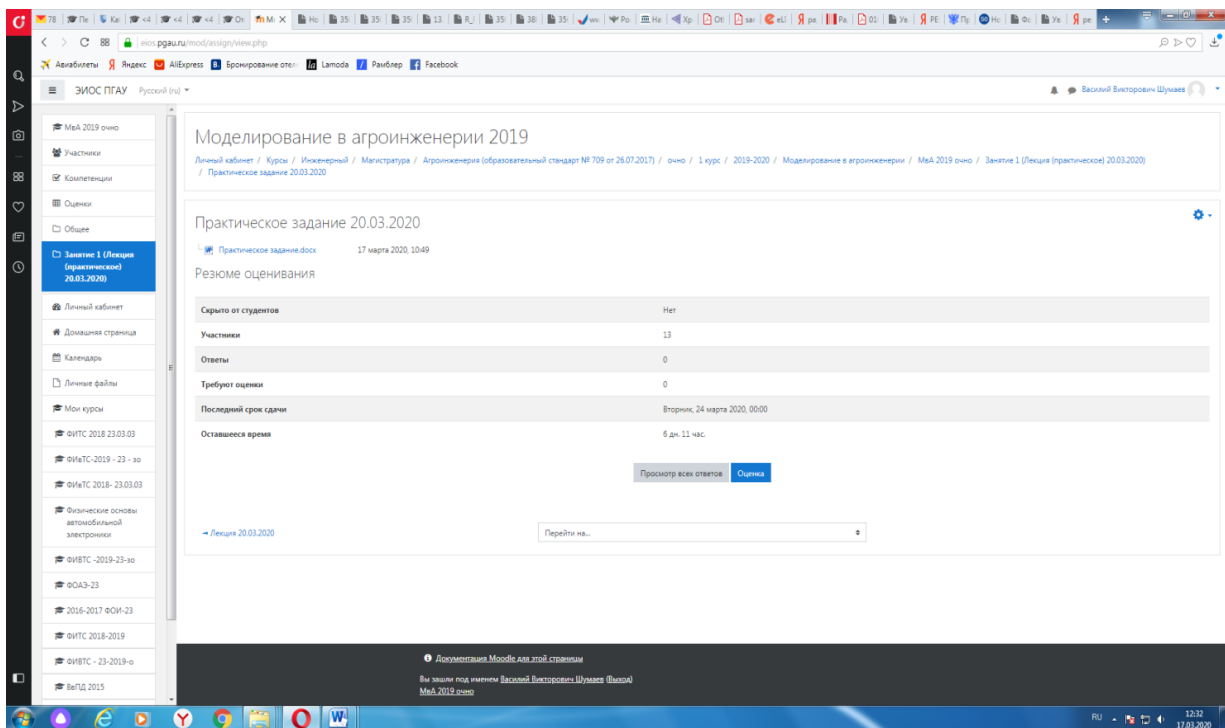 eios.pgau.ru/mod/assign/view.php
Авиабилеты Яндекс AliExpress Бронирование отел Lamoda Рамблер Facebook
ЭИОС ПГАУ Русский (ru)
Василий Викторович Шумаев
МвА 2019 очно
Участники
Компетенции
Оценки
Общее
Занятие 1 (Лекция
(практическое)
20.03.2020)
Личный кабинет
Домашняя страница
Календарь
Личные файлы
Мои курсы
ФИТС 2018 23.03.03
ФИвТС-2019 - 23 - зо
ФИвТС 2018- 23.03.03
Физические основы
автомобильной
электроники
ФИВТС -2019-23-зо
ФОАЭ-23
2016-2017 ФОИ-23
ФИТС 2018-2019
ФИВТС - 23-2019-о
ВвПД 2015
Моделирование в агроинженерии 2019
Личный кабинет / Курсы / Инженерный / Магистратура / Агроинженерия (образовательный стандарт № 709 от 26.07.2017) / очно / 1 курс / 2019-2020 / Моделирование в агроинженерии / МвА 2019 очно / Занятие 1 (Лекция (практическое) 20.03.2020)
/ Практическое задание 20.03.2020
Практическое задание 20.03.2020
Практическое задание.docx 17 марта 2020, 10:49
Резюме оценивания
Скрыто от студентов Нет
Участники 13
Ответы 0
Требуют оценки 0
Последний срок сдачи Вторник, 24 марта 2020, 00:00
Оставшееся время 6 дн. 11 час.
Просмотр всех ответов Оценка
→ Лекция 20.03.2020 Перейти на...
Документация Moodle для этой страницы
Вы зашли под именем Василий Викторович Шумаев (Выход)
МвА 2019 очно
RU 12:32
17.03.2020